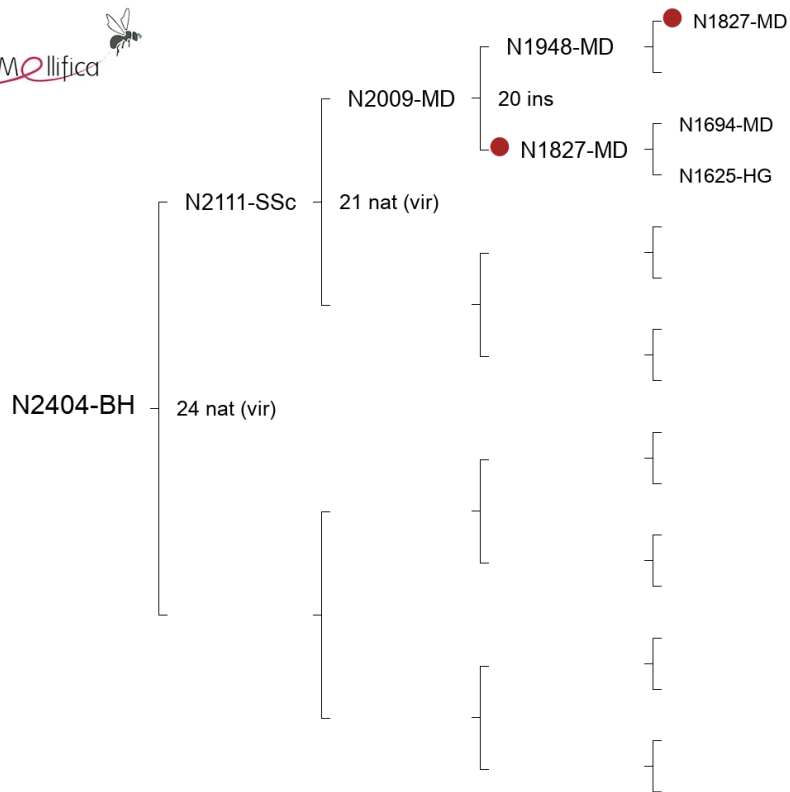 Mellifica
N1827-MD
N1948-MD
N2009-MD
20 ins
N1694-MD
N1827-MD
N1625-HG
N2111-SSc
21 nat (vir)
N2404-BH
24 nat (vir)